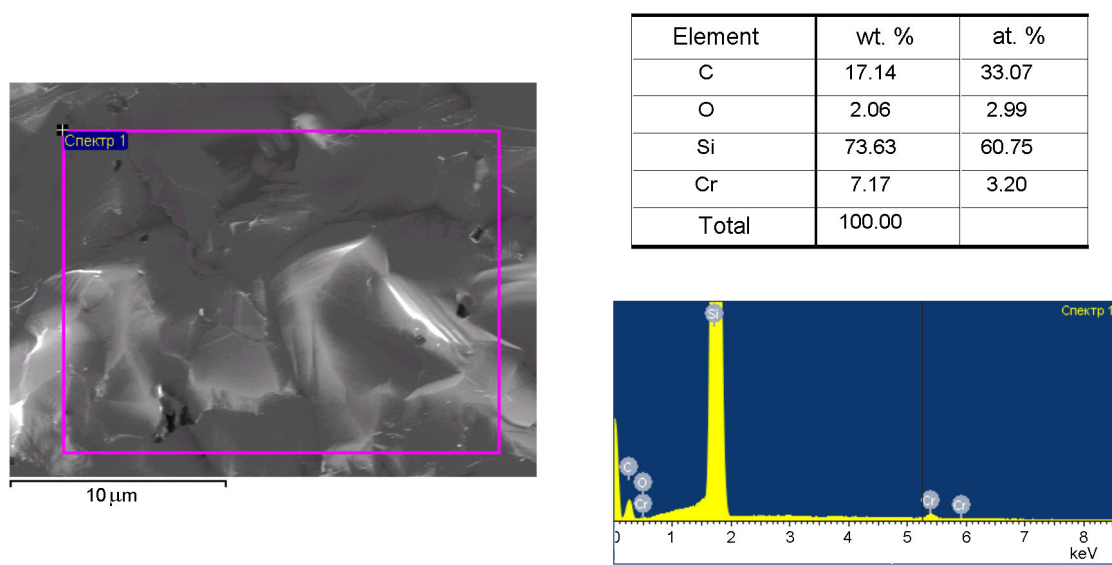 Спектр 1
10 μm
Element wt. % at. %
C 17.14 33.07
O 2.06 2.99
Si 73.63 60.75
Cr 7.17 3.20
Total 100.00
Спектр 1
Si
C
O
Cr
Cr
Cr
0 1 2 3 4 5 6 7 8
keV